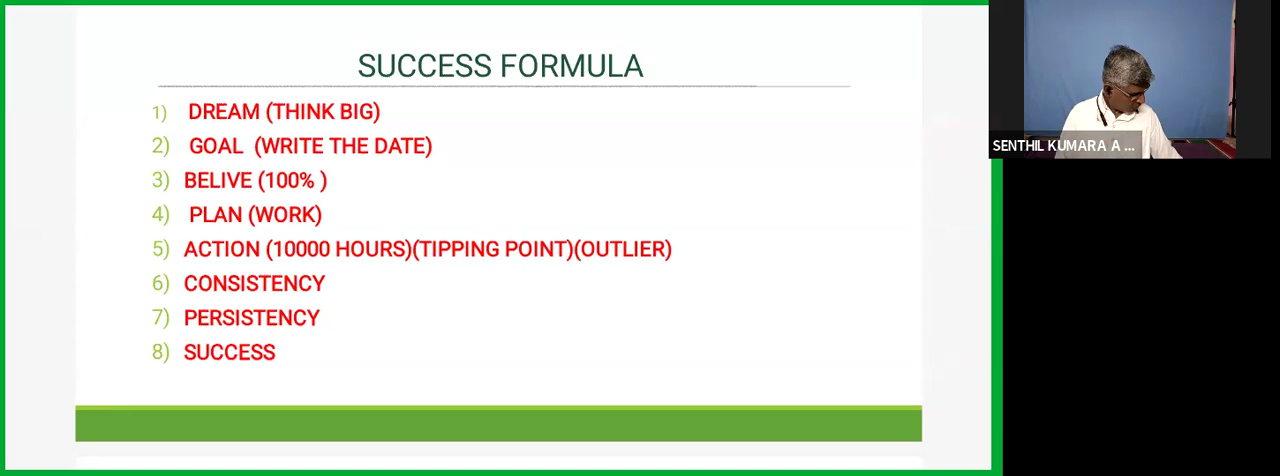 SUCCESS FORMULA
1) DREAM (THINK BIG)
2) GOAL (WRITE THE DATE)
3) BELIVE (100% )
4) PLAN (WORK)
5) ACTION (10000 HOURS)(TIPPING POINT)(OUTLIER)
6) CONSISTENCY
7) PERSISTENCY
8) SUCCESS
SENTHIL KUMARA A ...